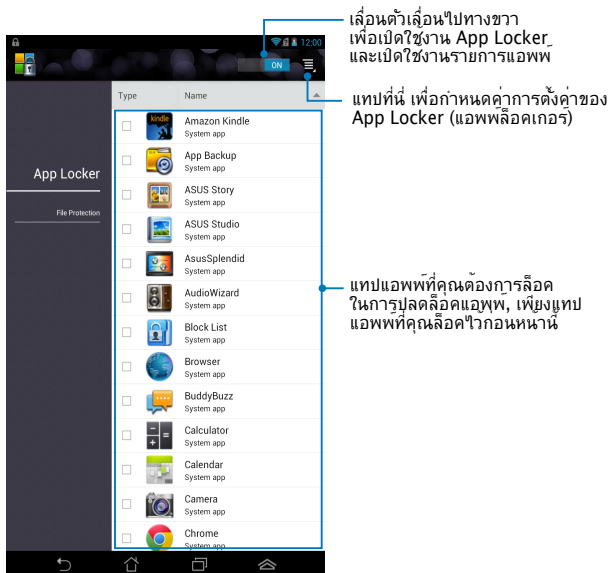 เลื่อนตัวเลื่อนไปทางขวา
เพื่อเปิดใช้งาน App Locker
และเปิดใช้งานรายการแอพพ์
12:00
ON
แทปที่นี่ เพื่อกำหนดค่าการตั้งค่าของ
App Locker (แอพพ์ล็อคเกอร์)
Type Name
kindle
Amazon Kindle
System app
App Backup
System app
App Locker
ASUS Story
System app
File Protection
ASUS Studio
System app
AsusSplendid
System app
แทปแอพพ์ที่คุณต้องการล็อค
ในการปลดล็อคแอพพ์, เพียงแทป
แอพพ์ที่คุณล็อคไว้ก่อนหน้านี้
AudioWizard
System app
Block List
System app
Browser
System app
BuddyBuzz
System app
Calculator
System app
Calendar
System app
Camera
System app
Chrome
System app